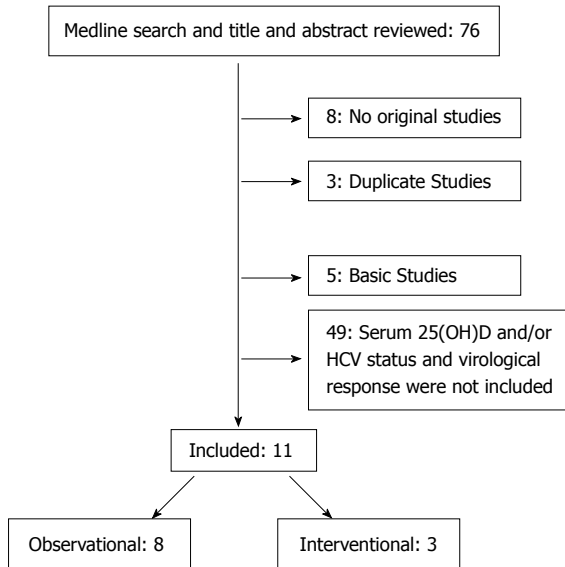 Medline search and title and abstract reviewed: 76
8: No original studies
3: Duplicate Studies
5: Basic Studies
49: Serum 25(OH)D and/or
HCV status and virological
response were not included
Included: 11
Observational: 8
Interventional: 3